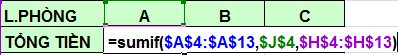 L.PHÒNG A B C
TỔNG TIỀN =sumif($A$4:$A$13,$J$4,$H$4:$H$13)